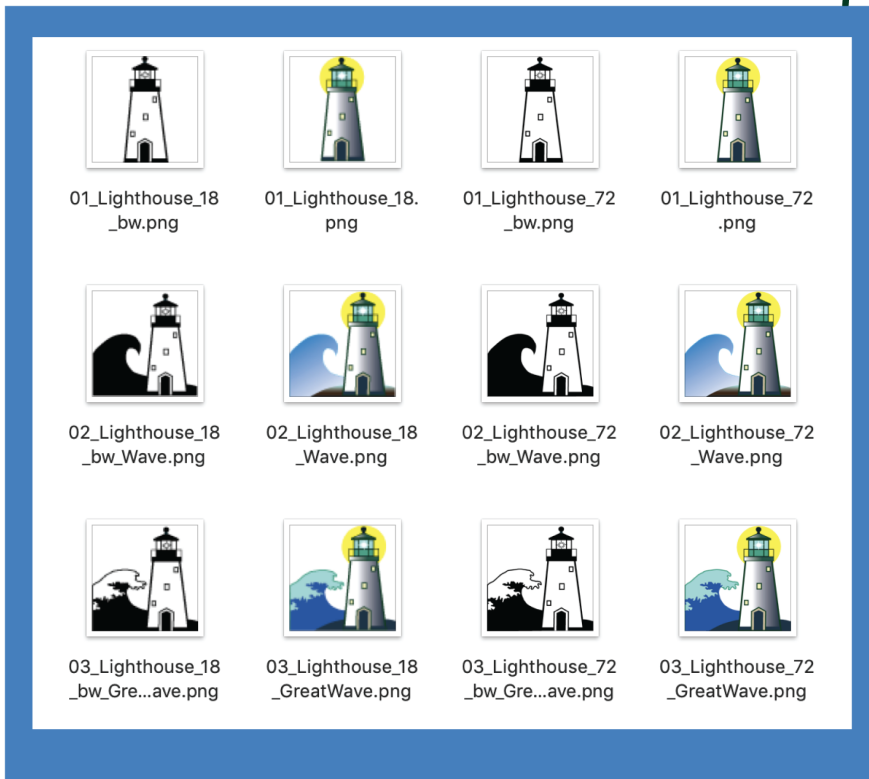 01_Lighthouse_18
_bw.png
01_Lighthouse_18.
png
01_Lighthouse_72
_bw.png
01_Lighthouse_72
.png
02_Lighthouse_18
_bw_Wave.png
02_Lighthouse_18
_Wave.png
02_Lighthouse_72
_bw_Wave.png
02_Lighthouse_72
_Wave.png
03_Lighthouse_18
_bw_Gre...ave.png
03_Lighthouse_18
_GreatWave.png
03_Lighthouse_72
_bw_Gre...ave.png
03_Lighthouse_72
_GreatWave.png